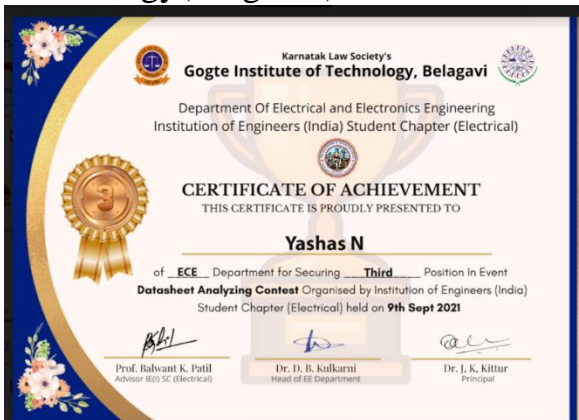 Karnatak Law Society's
Gogte Institute of Technology, Belagavi
Department Of Electrical and Electronics Engineering
Institution of Engineers (India) Student Chapter (Electrical)
3
CERTIFICATE OF ACHIEVEMENT
THIS CERTIFICATE IS PROUDLY PRESENTED TO
Yashas N
of __ECE__ Department for Securing ____Third____ Position In Event
Datasheet Analyzing Contest Organised by Institution of Engineers (India)
Student Chapter (Electrical) held on 9th Sept 2021
Prof. Balwant K. Patil
Advisor IE(I) SC (Electrical)
Dr. D. B. Kulkarni
Head of EE Department
Dr. J. K. Kittur
Principal